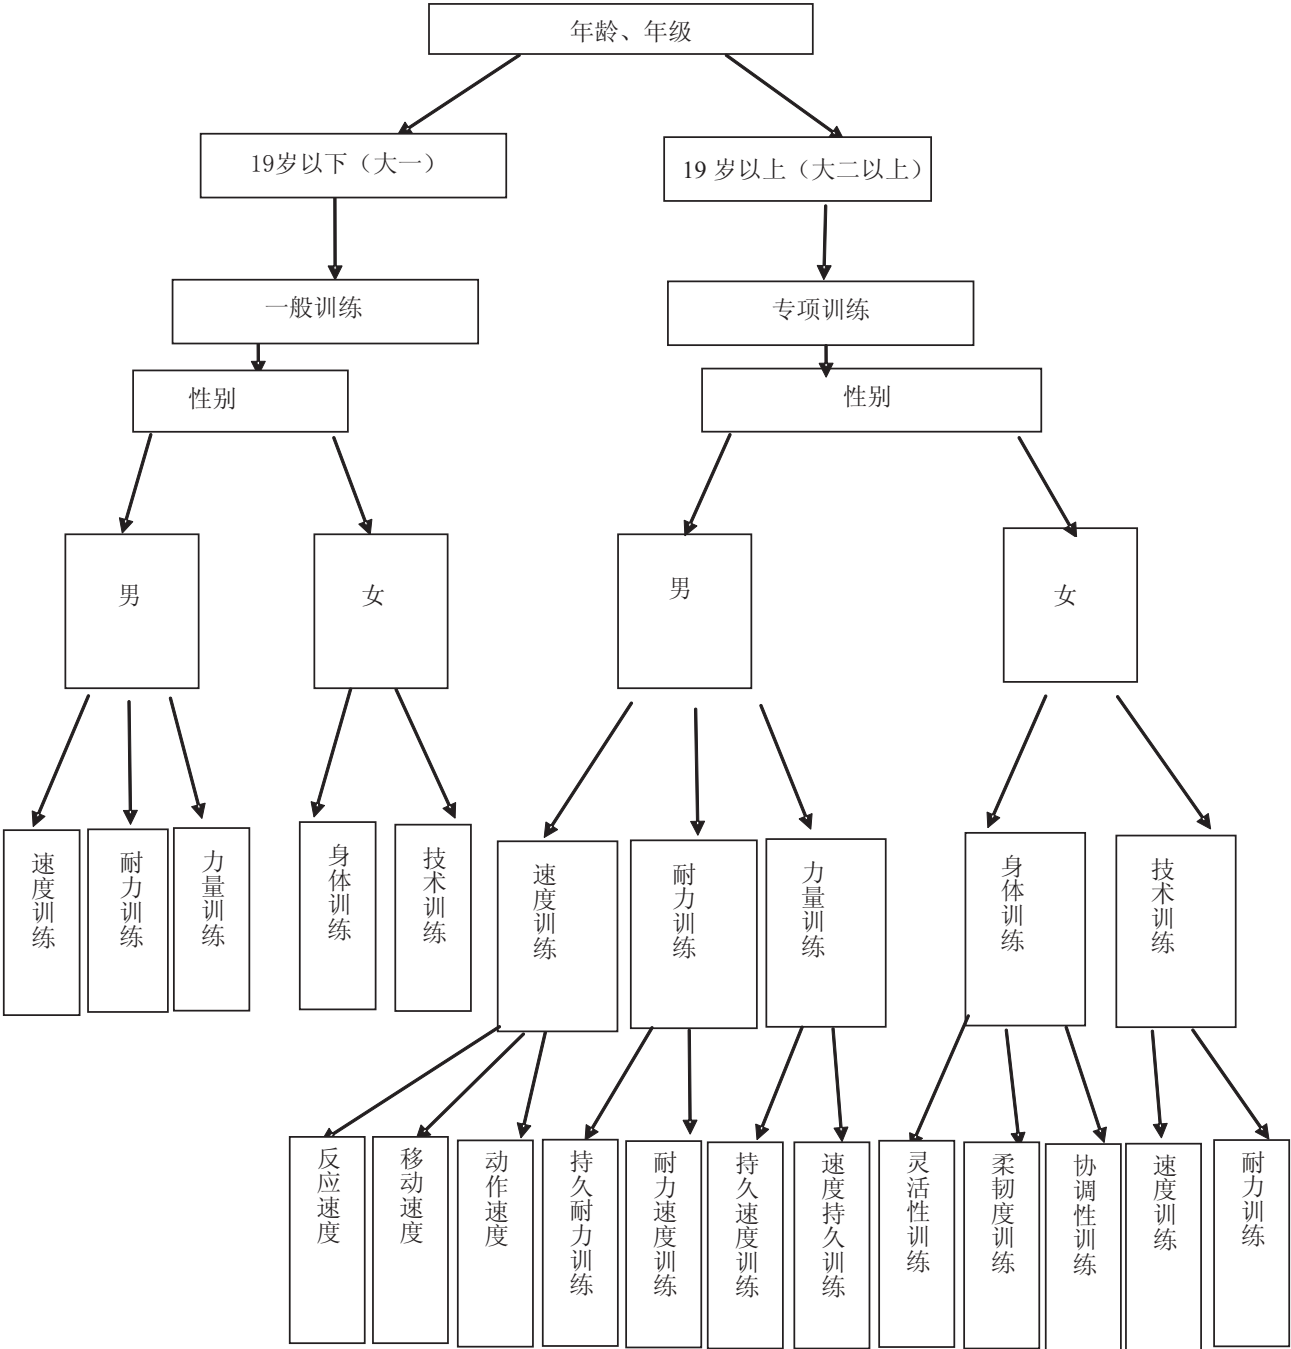 年龄、年级
19岁以下（大一）
19 岁以上（大二以上）
一般训练
专项训练
性别
性别
男
女
男
女
速度训练
耐力训练
力量训练
身体训练
技术训练
速度训练
耐力训练
力量训练
身体训练
技术训练
反应速度
移动速度
动作速度
持久耐力训练
耐力速度训练
持久速度训练
速度持久训练
灵活性训练
柔韧度训练
协调性训练
速度训练
耐力训练